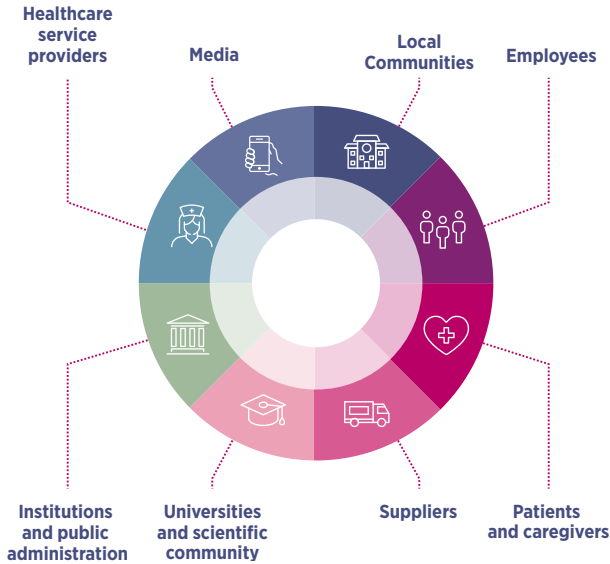 Healthcare
service
providers
Media
Local
Communities
Employees
Institutions
and public
administration
Universities
and scientific
community
Suppliers
Patients
and caregivers